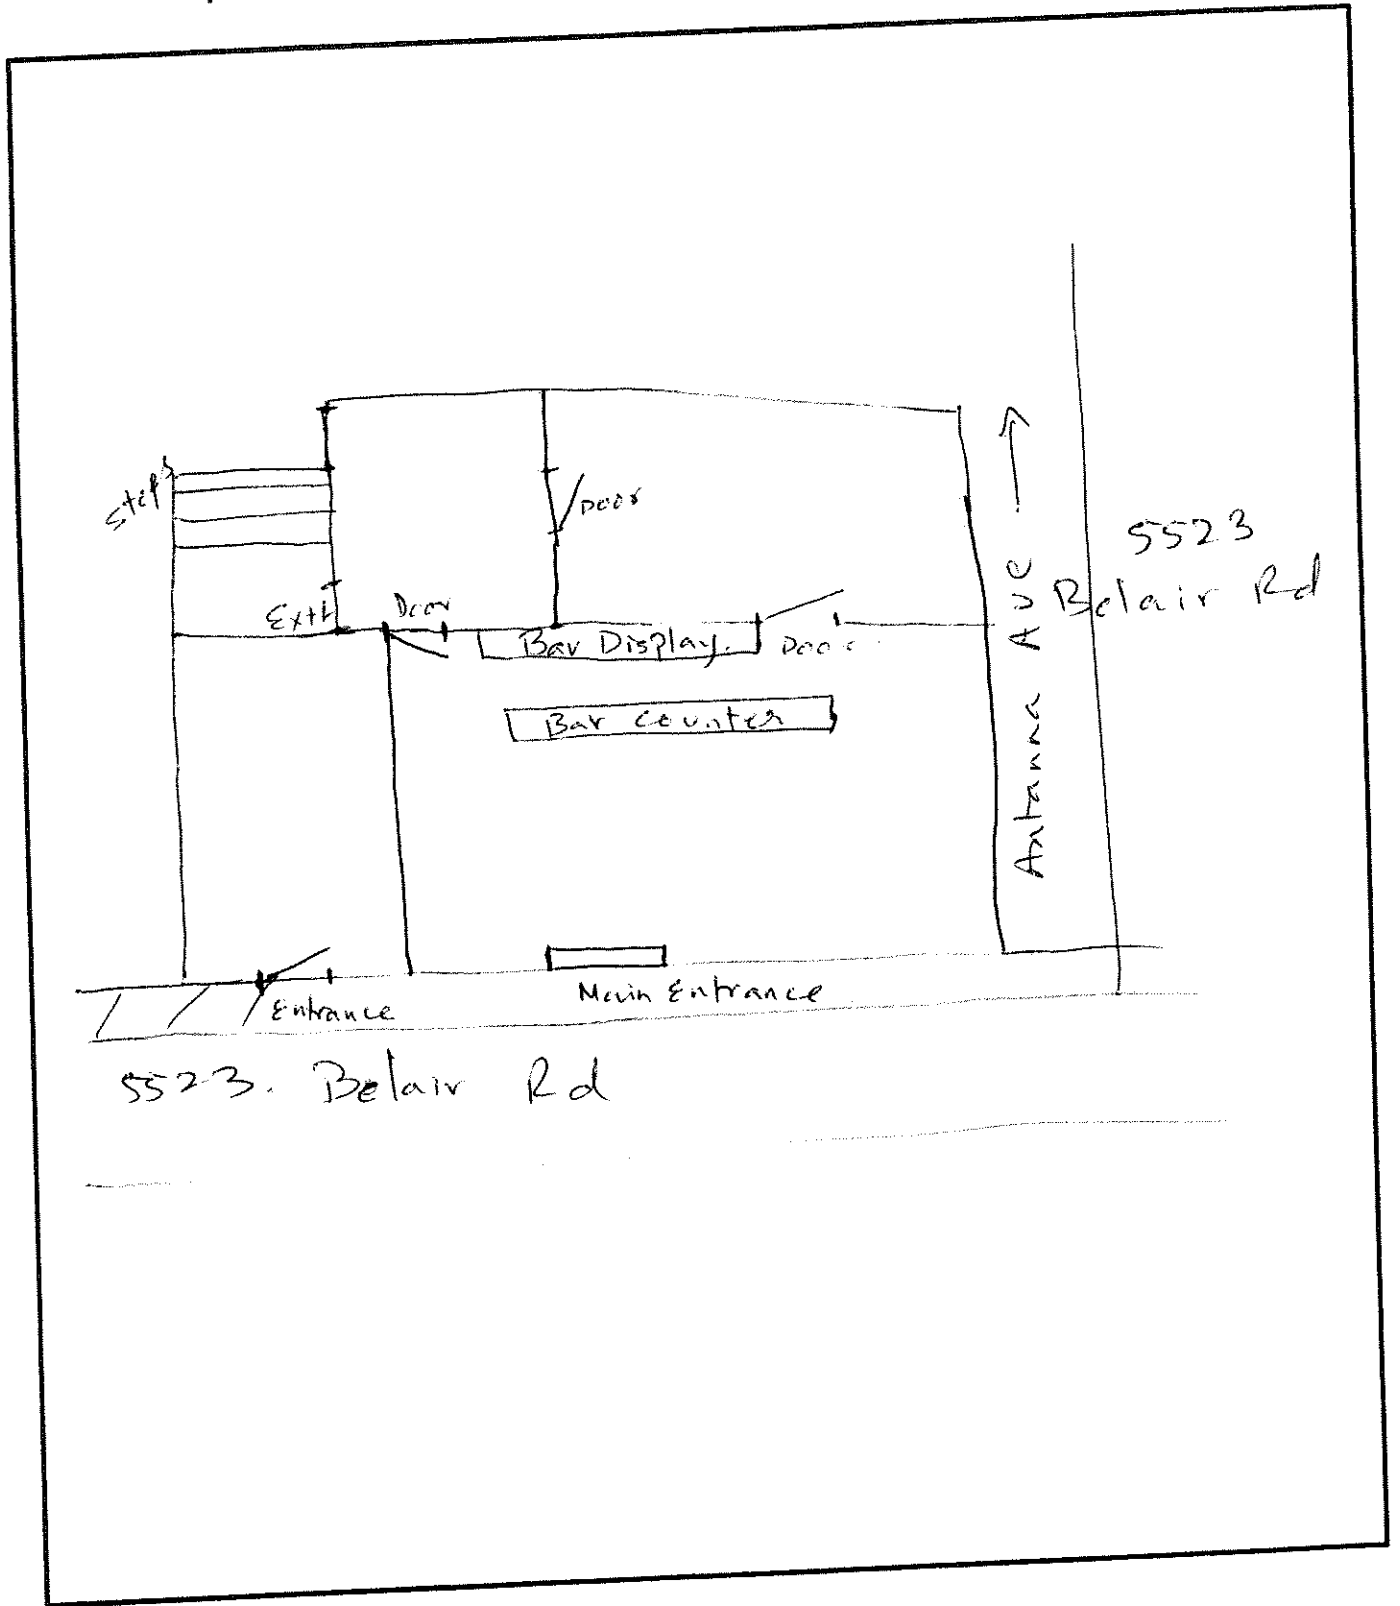 Steps
Door
5523
Belair Rd
Door
Bar Display.
Door
Bar Counter
Antanna Ave
Entrance
Main Entrance
5523. Belair Rd